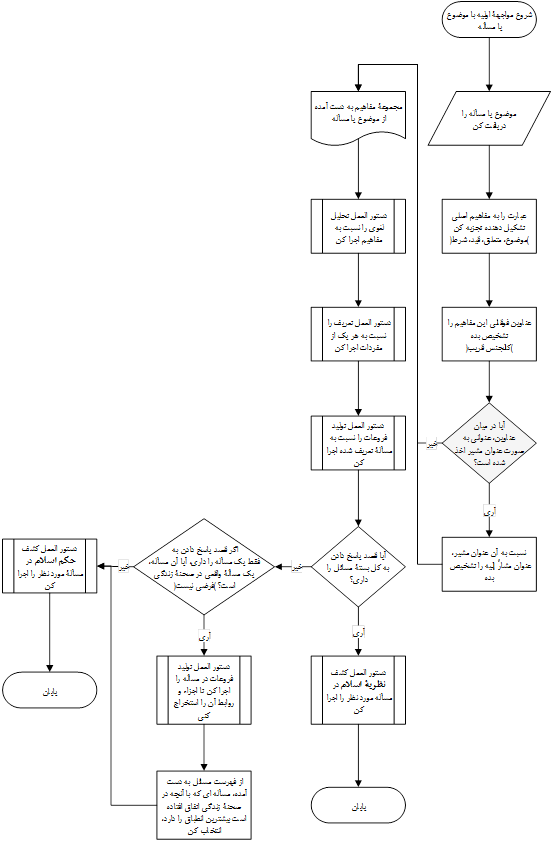 شروع مواجههٔ اولیه با موضوع
یا مسأله
موضوع یا مسأله را
دریافت کن
عبارت را به مفاهیم اصلی
تشکیل دهنده تجزیه کن
)موضوع، متعلق، قید، شرط(
عناوین فوقانی این مفاهیم را
تشخیص بده
)کالجنس قریب(
آیا در میان
عناوین، عنوانی به
صورت عنوان مشیر اخذ
شده است؟
خیر
آری
نسبت به آن عنوان مشیر،
عنوان مشارٌ إلیه را تشخیص
بده
مجموعهٔ مفاهیم به دست آمده
از موضوع یا مسأله
دستور العمل تحلیل
لغوی را نسبت به
مفاهیم اجرا کن
دستور العمل تعریف را
نسبت به هر یک از
مفردات اجرا کن
دستور العمل تولید
فروعات را نسبت به
مسألهٔ تعریف شده اجرا
کن
آیا قصد پاسخ دادن
به کل بستهٔ مسائل را
داری؟
خیر
آری
دستور العمل کشف
نظریهٔ اسلام در
مسأله مورد نظر را اجرا
کن
پایان
اگر قصد پاسخ دادن به
فقط یک مسأله را داری، آیا آن مسأله،
یک مسألهٔ واقعی در صحنهٔ زندگی
است؟ )فرضی نیست(
خیر
آری
دستور العمل تولید
فروعات در مسأله را
اجرا کن تا اجزاء و
روابط آن را استخراج
کنی
از فهرست مسائل به دست
آمده، مسأله ای که با آنچه در
صحنهٔ زندگی اتفاق افتاده
است بیشترین انطباق را دارد،
انتخاب کن
دستور العمل کشف
حکم اسلام در
مسألهٔ مورد نظر را اجرا
کن
پایان